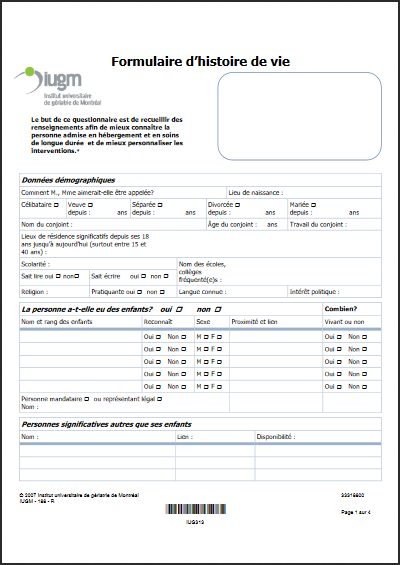 Formulaire d'histoire de vie
iugm
Institut universitaire
de gériatrie de Montréal
Le but de ce questionnaire est de recueillir des
renseignements afin de mieux connaître la
personne admise en hébergement et en soins
de longue durée et de mieux personnaliser les
interventions.*
Données démographiques
Comment M., Mme aimerait-elle être appelée? Lieu de naissance :
Célibataire Veuve Séparée Divorcée Mariée
depuis : ans depuis : ans depuis : ans depuis : ans
Nom du conjoint : Âge du conjoint : ans Travail du conjoint :
Lieux de résidence significatifs depuis ses 18
ans jusqu'à aujourd'hui (surtout entre 15 et
40 ans) :
Scolarité : Nom des écoles,
collèges
Sait lire oui non Sait écrire oui non fréquenté(e)s :
Religion : Pratiquante oui non Langue connue : Intérêt politique :
La personne a-t-elle eu des enfants? oui non Combien?
Nom et rang des enfants Reconnaît Sexe Proximité et lien Vivant ou non
Oui Non M F Oui Non
Oui Non M F Oui Non
Oui Non M F Oui Non
Oui Non M F Oui Non
Oui Non M F Oui Non
Personne mandataire ou représentant légal
Nom :
Personnes significatives autres que ses enfants
Nom : Lien : Disponibilité :
© 2007 Institut universitaire de gériatrie de Montréal 33318800
IUGM - 188 - R
Page 1 sur 4
IUG313